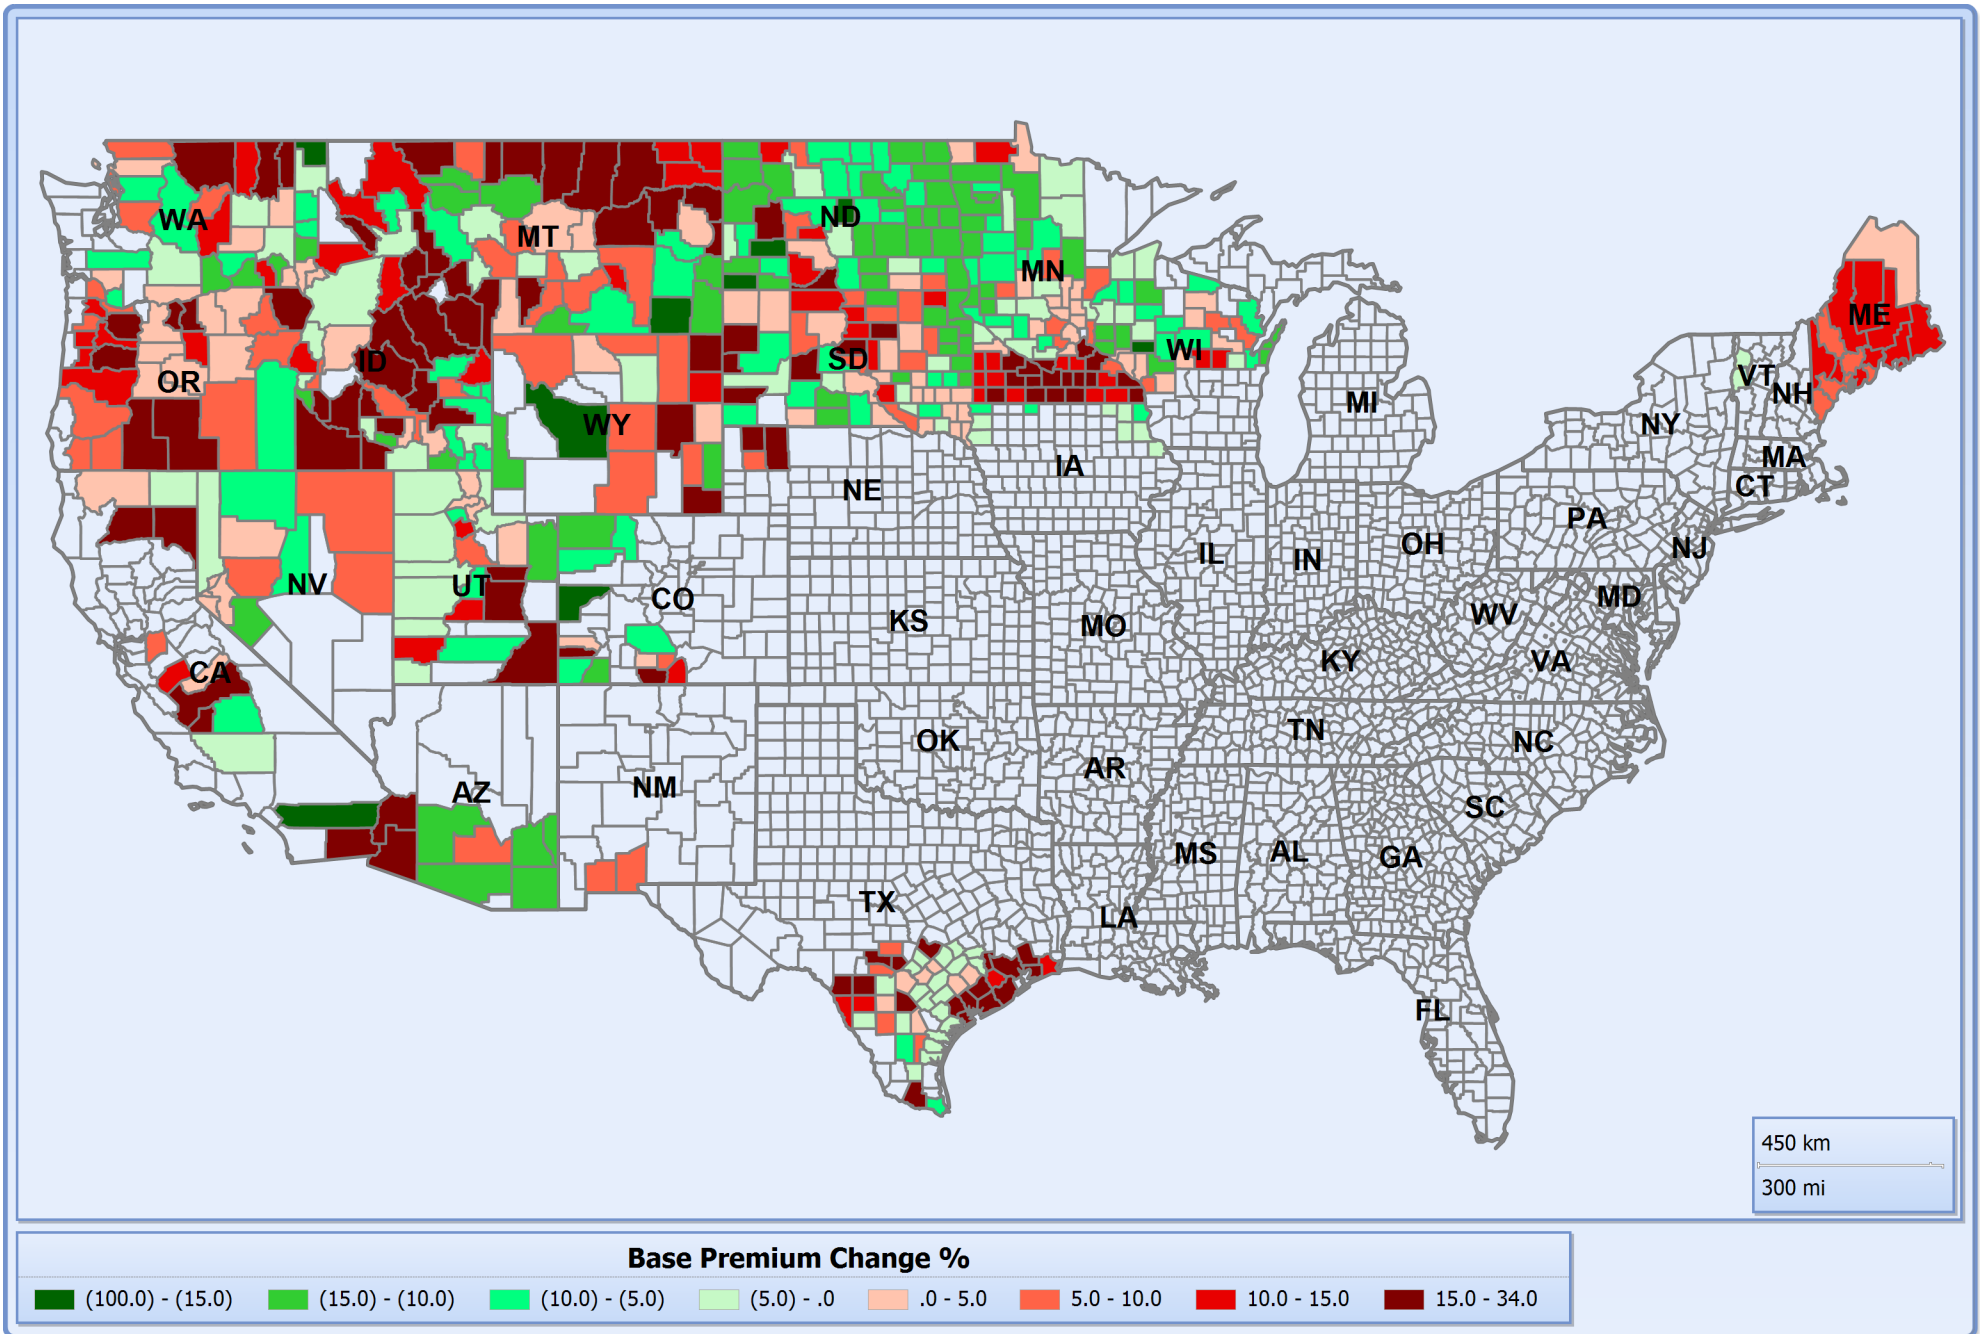 WA
MT
ND
MN
ME
OR
ID
SD
WI
WY
MI
VT
NH
NY
MA
CT
IA
NE
PA
NJ
NV
UT
CO
IL
IN
OH
MD
WV
KS
MO
KY
VA
CA
OK
TN
NC
AZ
NM
AR
SC
MS
AL
GA
TX
LA
FL
450 km
300 mi
Base Premium Change %
(100.0) - (15.0) (15.0) - (10.0) (10.0) - (5.0) (5.0) - .0 .0 - 5.0 5.0 - 10.0 10.0 - 15.0 15.0 - 34.0